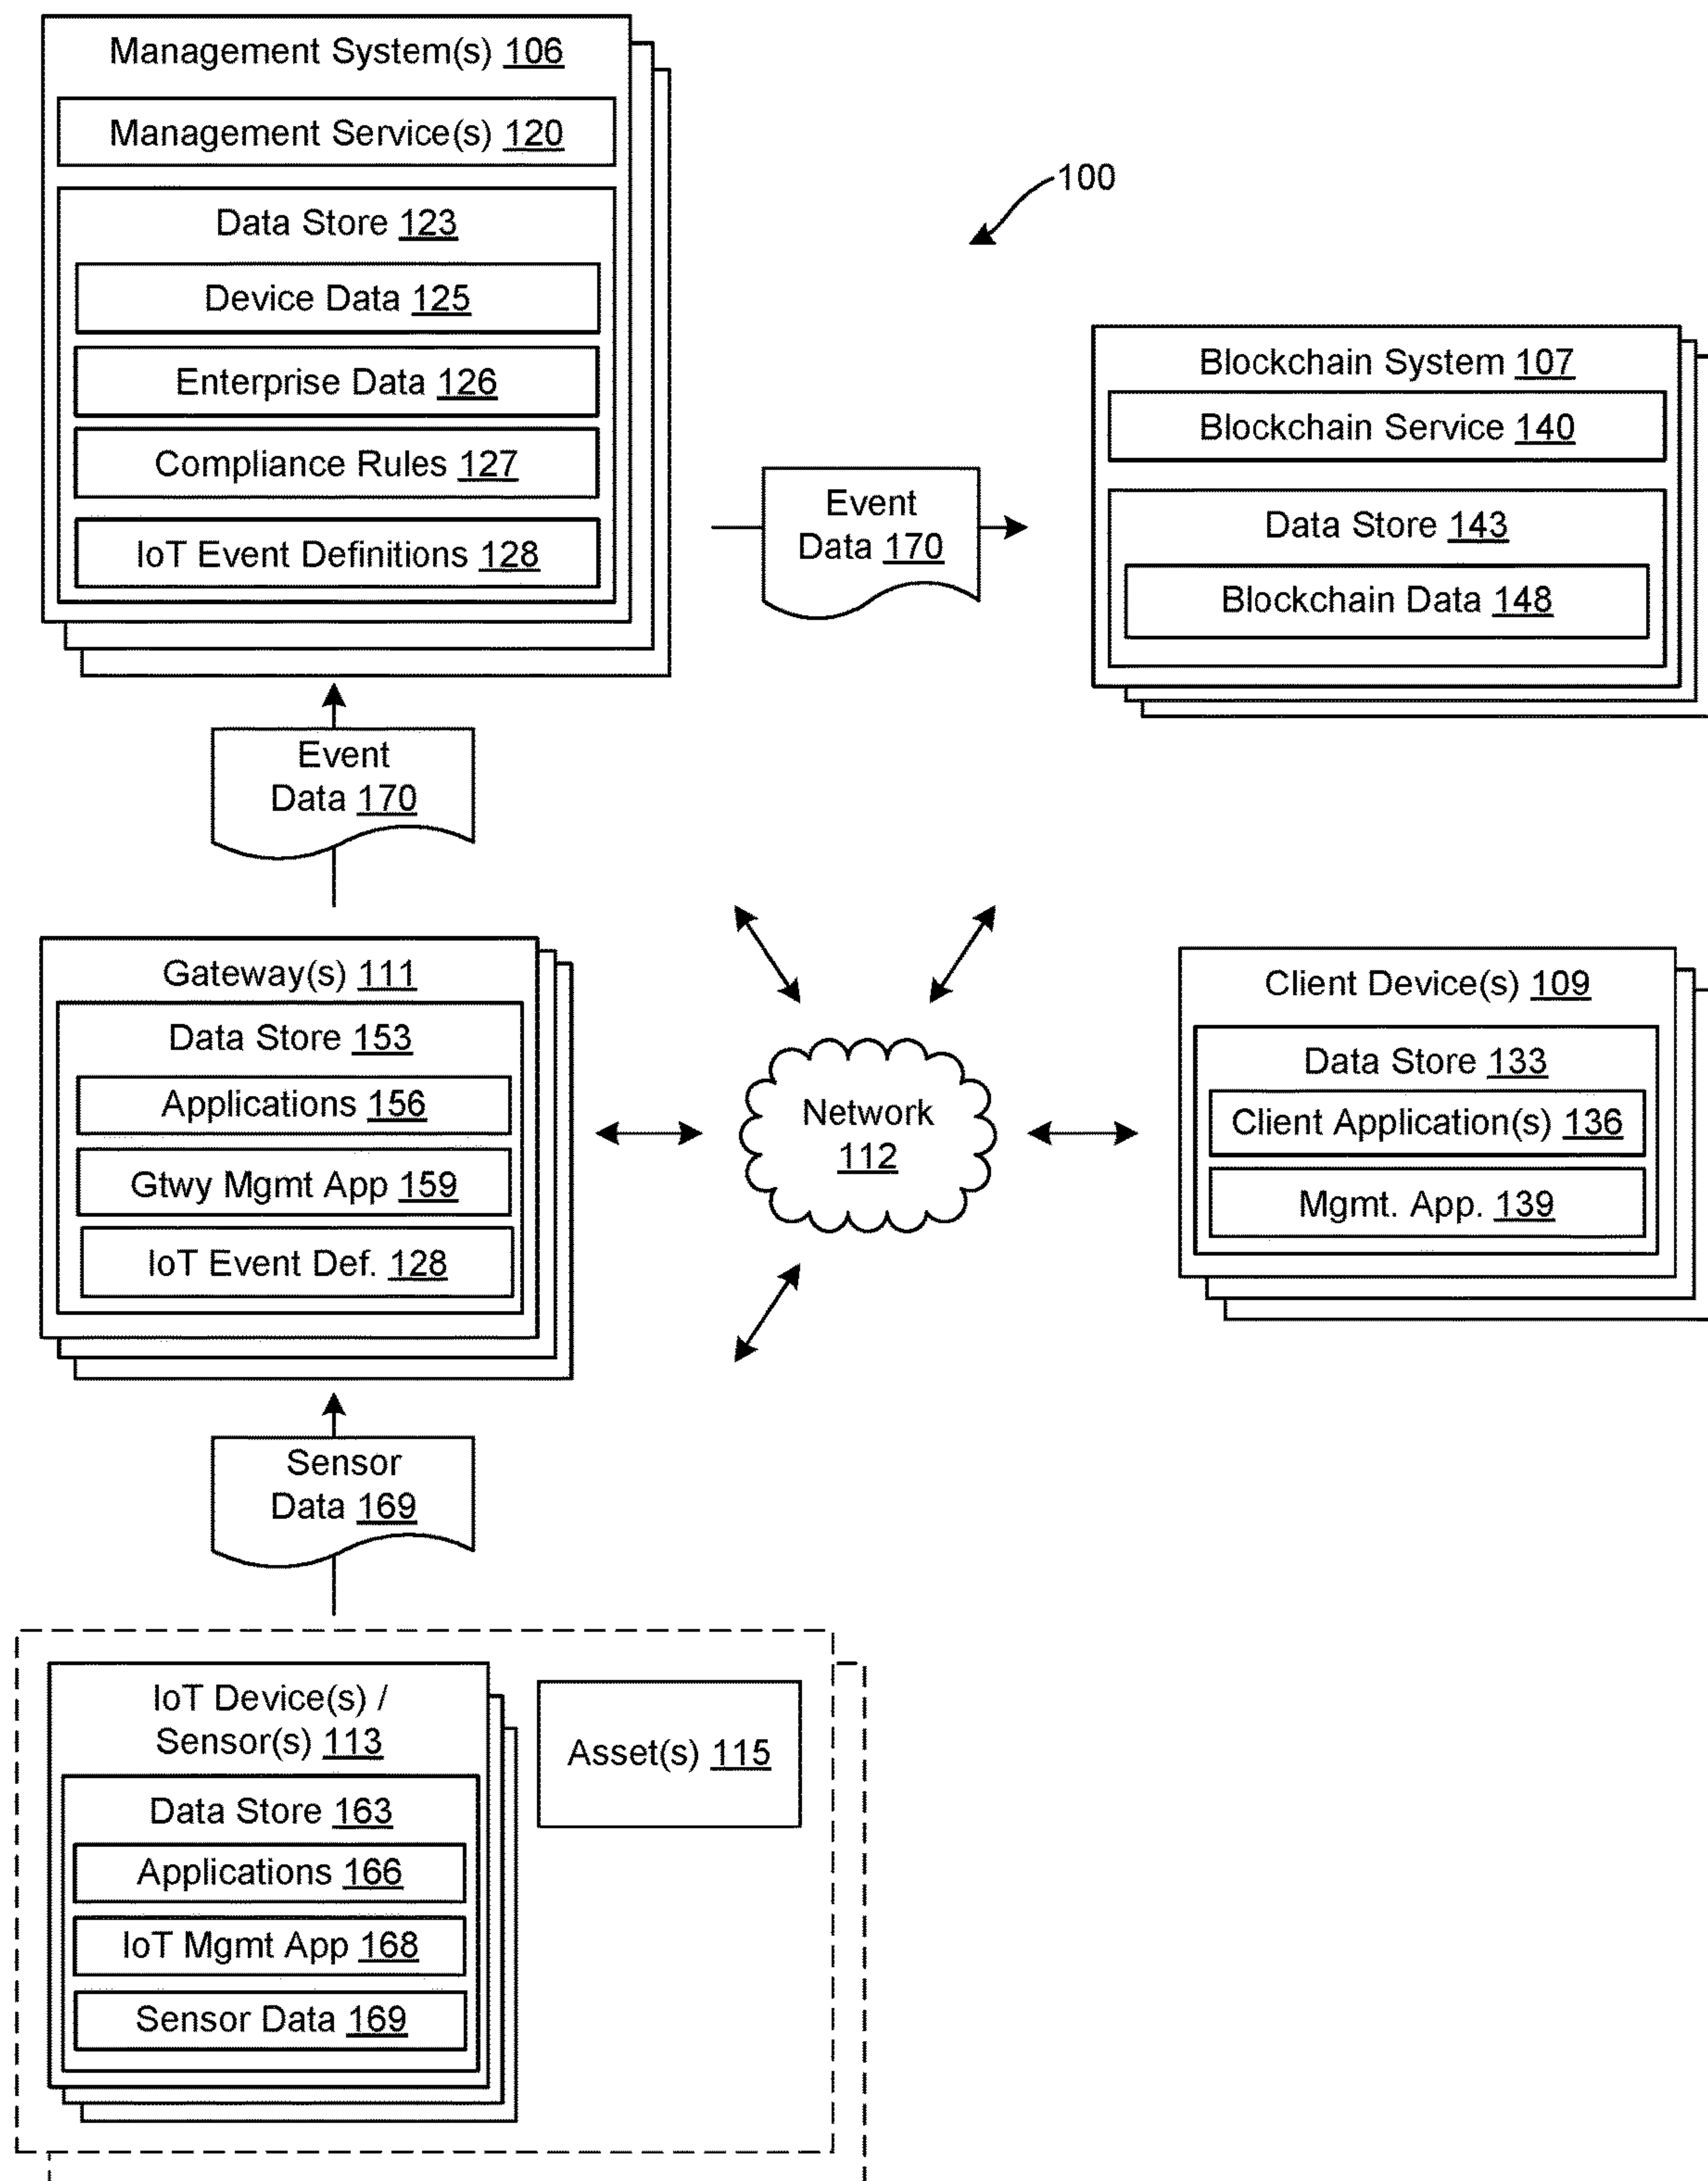 Management System(s) 106
Management Service(s) 120
Data Store 123
Device Data 125
Enterprise Data 126
Compliance Rules 127
IoT Event Definitions 128
100
Event
Data 170
Blockchain System 107
Blockchain Service 140
Data Store 143
Blockchain Data 148
Event
Data 170
Gateway(s) 111
Data Store 153
Applications 156
Gtwy Mgmt App 159
IoT Event Def. 128
Network
112
Client Device(s) 109
Data Store 133
Client Application(s) 136
Mgmt. App. 139
Sensor
Data 169
IoT Device(s) /
Sensor(s) 113
Data Store 163
Applications 166
IoT Mgmt App 168
Sensor Data 169
Asset(s) 115